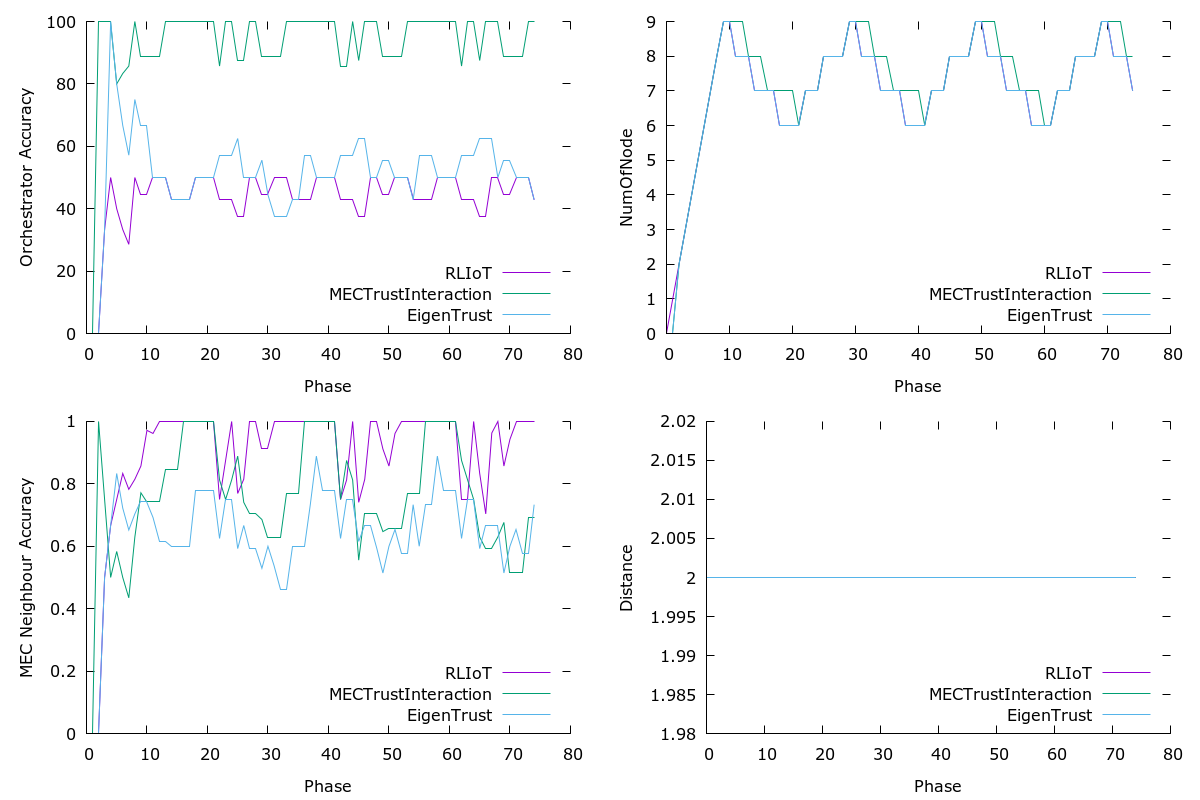 100
80
60
40
20
0
Orchestrator Accuracy
RLIoT
MECTrustInteraction
EigenTrust
0 10 20 30 40 50 60 70 80
Phase
9
8
7
6
5
4
3
2
1
0
NumOfNode
RLIoT
MECTrustInteraction
EigenTrust
0 10 20 30 40 50 60 70 80
Phase
1
0.8
0.6
0.4
0.2
0
MEC Neighbour Accuracy
RLIoT
MECTrustInteraction
EigenTrust
0 10 20 30 40 50 60 70 80
Phase
2.02
2.015
2.01
2.005
2
1.995
1.99
1.985
1.98
Distance
RLIoT
MECTrustInteraction
EigenTrust
0 10 20 30 40 50 60 70 80
Phase